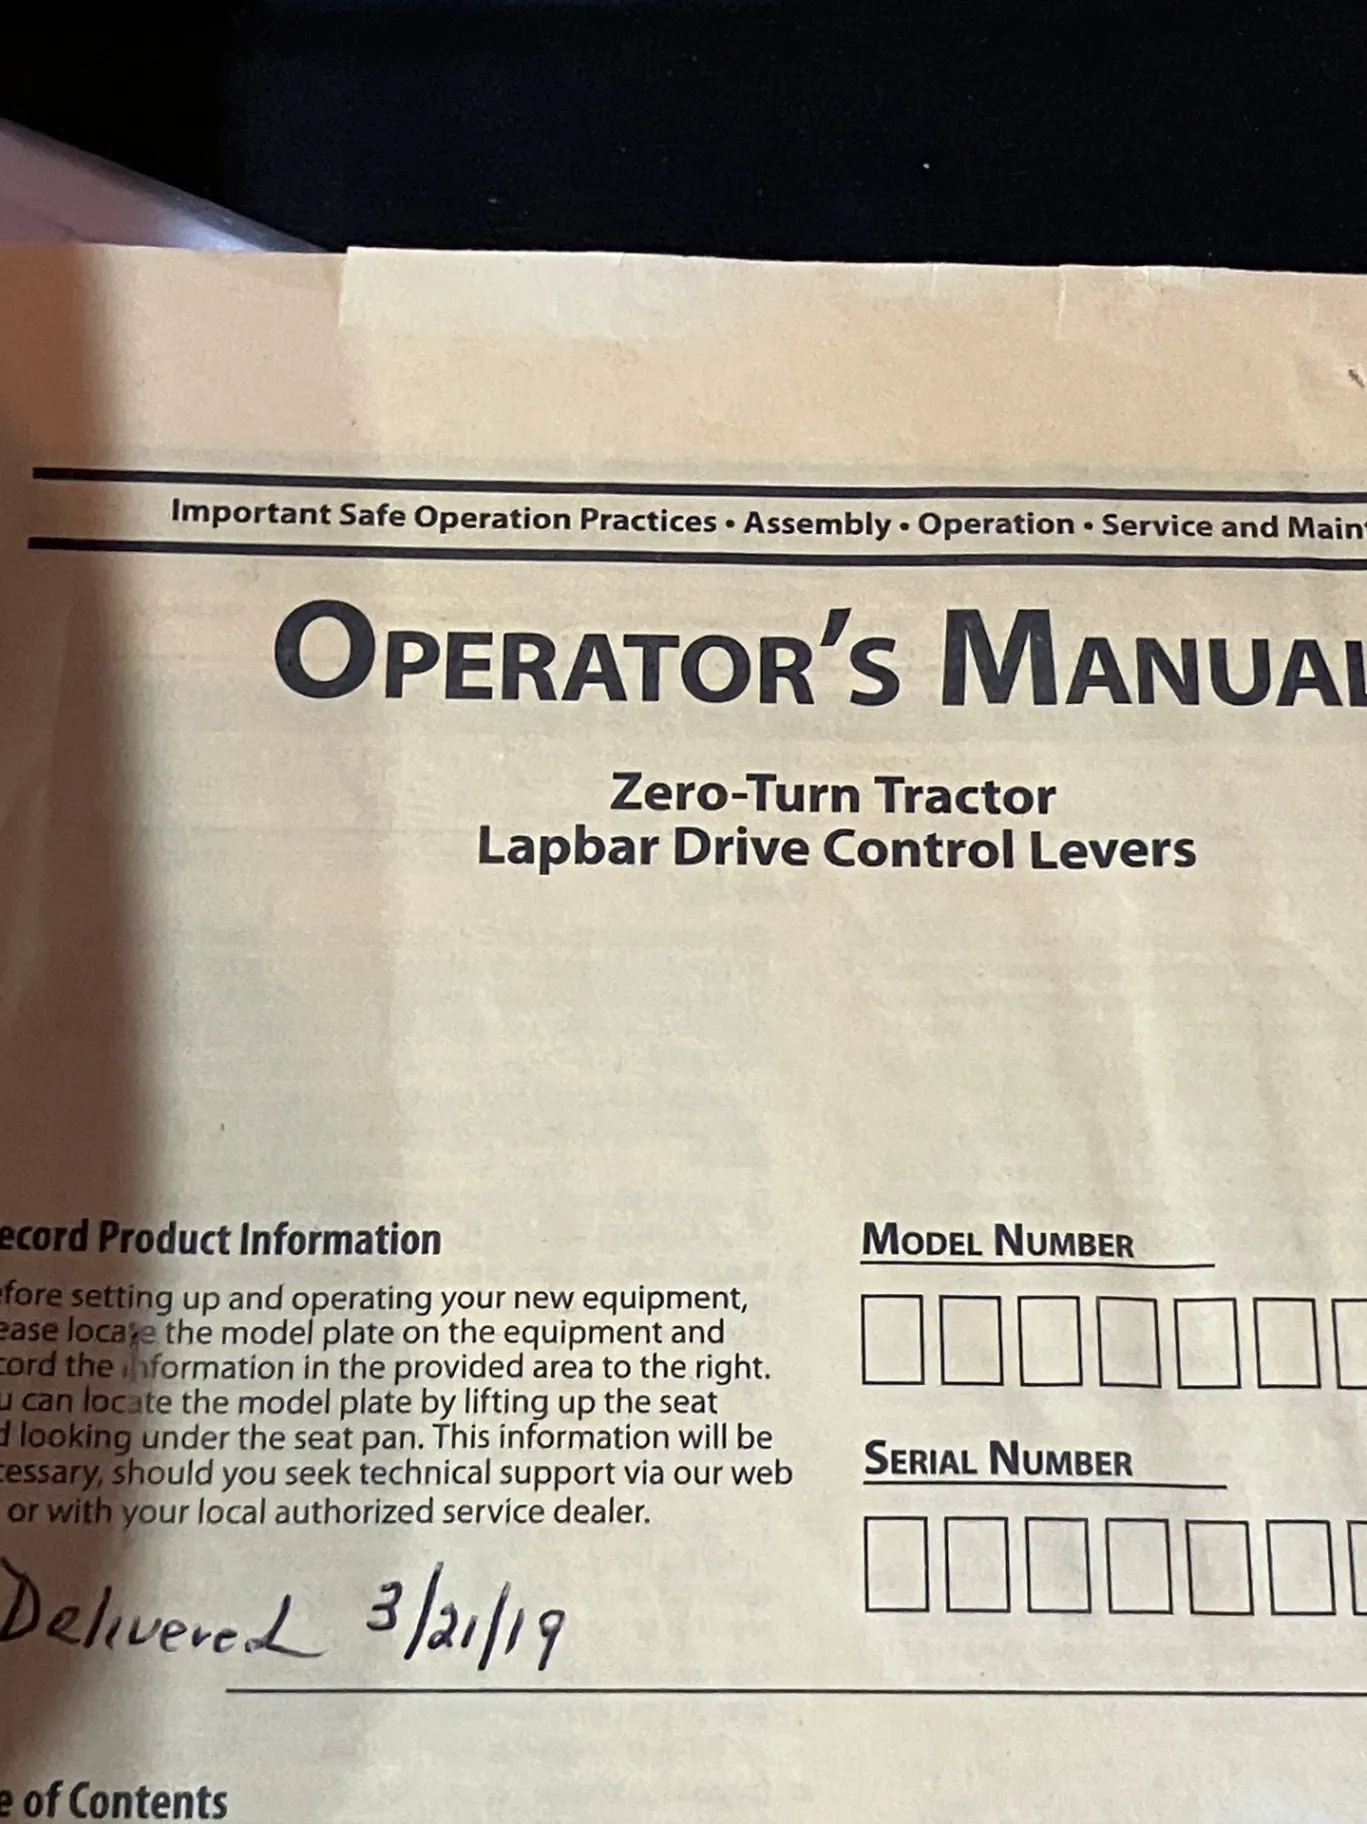 Important Safe Operation Practices • Assembly • Operation • Service and Maint
OPERATOR'S MANUAL
Zero-Turn Tractor
Lapbar Drive Control Levers
ecord Product Information
efore setting up and operating your new equipment,
ease locate the model plate on the equipment and
cord the information in the provided area to the right.
u can locate the model plate by lifting up the seat
d looking under the seat pan. This information will be
cessary, should you seek technical support via our web
or with your local authorized service dealer.
MODEL NUMBER
SERIAL NUMBER
Delivered 3/21/19
e of Contents